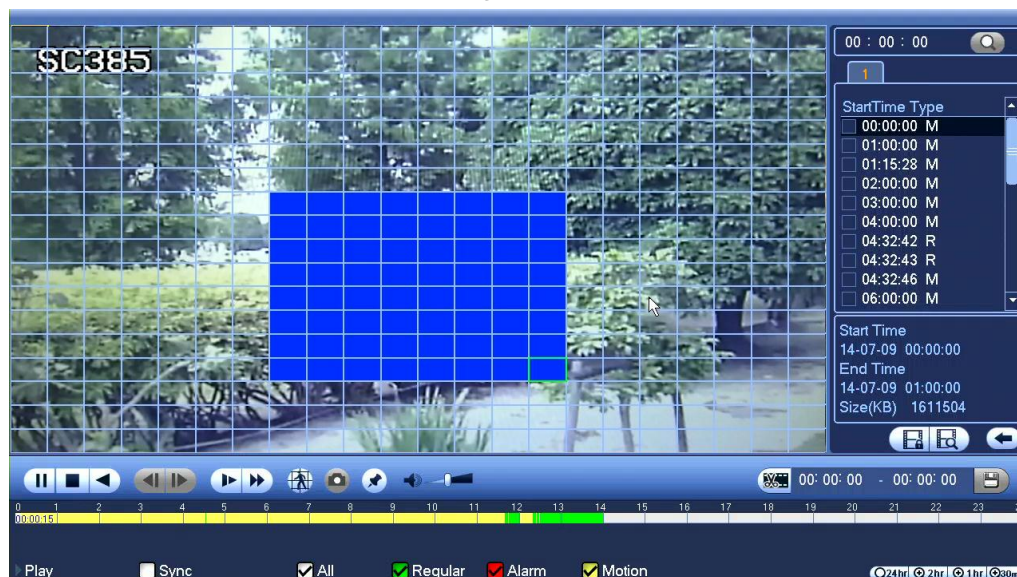 SC385
00 : 00 : 00
1
StartTime Type
00:00:00 M
01:00:00 M
01:15:28 M
02:00:00 M
03:00:00 M
04:00:00 M
04:32:42 R
04:32:43 R
04:32:46 M
06:00:00 M
Start Time
14-07-09 00:00:00
End Time
14-07-09 01:00:00
Size(KB) 1611504
00: 00: 00 - 00: 00: 00
0 1 2 3 4 5 6 7 8 9 10 11 12 13 14 15 16 17 18 19 20 21 22 23
00:00:15
Play Sync All Regular Alarm Motion 24hr 2hr 1hr 30m